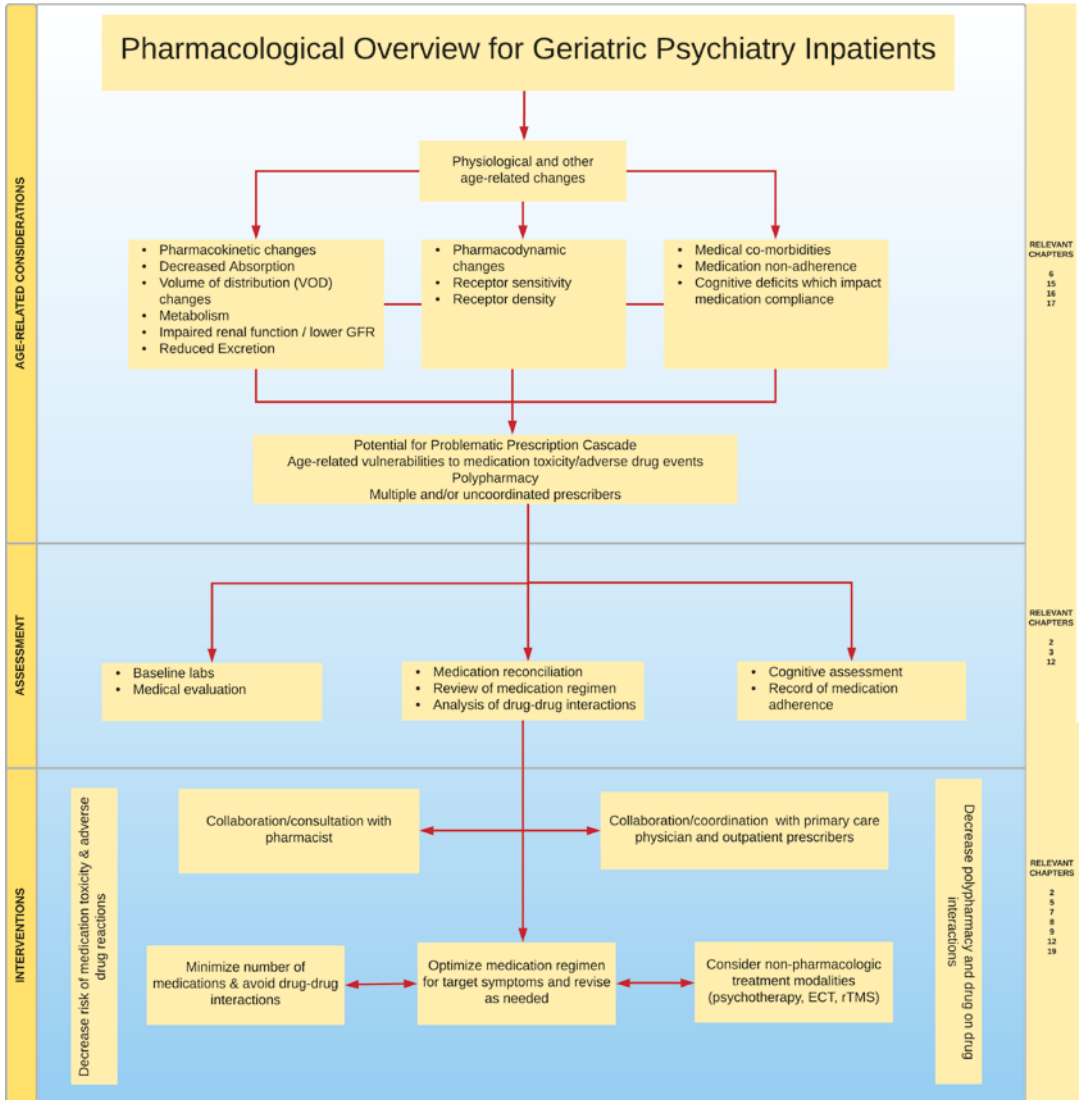 Pharmacological Overview for Geriatric Psychiatry Inpatients
AGE-RELATED CONSIDERATIONS
Physiological and other
age-related changes
• Pharmacokinetic changes
• Decreased Absorption
• Volume of distribution (VOD)
changes
• Metabolism
• Impaired renal function / lower GFR
• Reduced Excretion
• Pharmacodynamic
changes
• Receptor sensitivity
• Receptor density
• Medical co-morbidities
• Medication non-adherence
• Cognitive deficits which impact
medication compliance
RELEVANT
CHAPTERS
6
15
16
17
Potential for Problematic Prescription Cascade
Age-related vulnerabilities to medication toxicity/adverse drug events
Polypharmacy
Multiple and/or uncoordinated prescribers
ASSESSMENT
• Baseline labs
• Medical evaluation
• Medication reconciliation
• Review of medication regimen
• Analysis of drug-drug interactions
• Cognitive assessment
• Record of medication
adherence
RELEVANT
CHAPTERS
2
3
12
INTERVENTIONS
Decrease risk of medication toxicity & adverse
drug reactions
Collaboration/consultation with
pharmacist
Collaboration/coordination with primary care
physician and outpatient prescribers
Minimize number of
medications & avoid drug-drug
interactions
Optimize medication regimen
for target symptoms and revise
as needed
Consider non-pharmacologic
treatment modalities
(psychotherapy, ECT, rTMS)
Decrease polypharmacy and drug on drug
interactions
RELEVANT
CHAPTERS
2
5
7
8
9
12
19